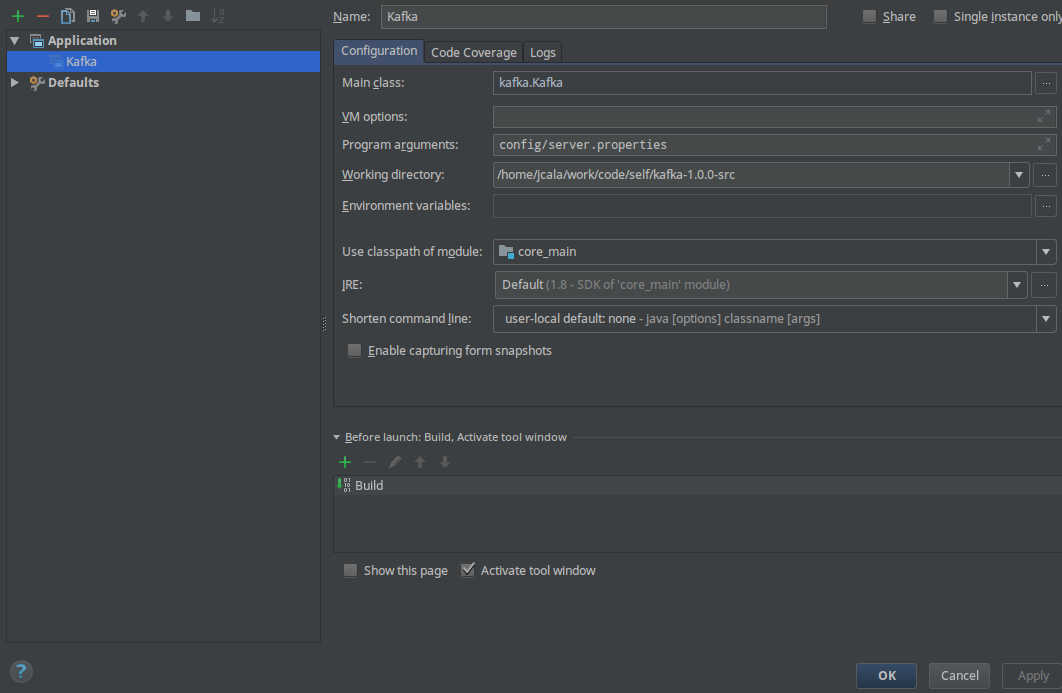 Name: Kafka Share Single instance only
Application
Kafka
Defaults
Configuration Code Coverage Logs
Main class: kafka.Kafka ...
VM options:
Program arguments: config/server.properties
Working directory: /home/jcala/work/code/self/kafka-1.0.0-src ...
Environment variables: ...
Use classpath of module: core_main
JRE: Default (1.8 - SDK of 'core_main' module) ...
Shorten command line: user-local default: none - java [options] classname [args]
Enable capturing form snapshots
Before launch: Build, Activate tool window
Build
Show this page Activate tool window
? OK Cancel Apply